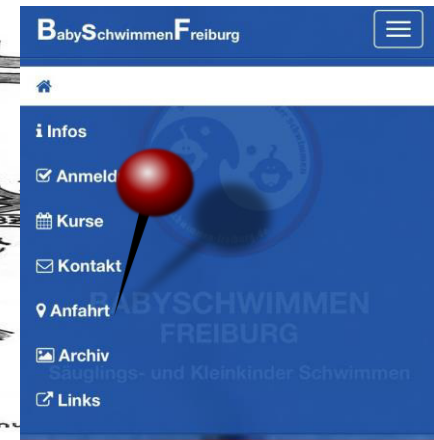 BabySchwimmenFreiburg
Infos
Anmeld
Kurse
Kontakt
Anfahrt
Archiv
Links
BABYSCHWIMMEN
FREIBURG
Säuglings- und Kleinkinder Schwimmen